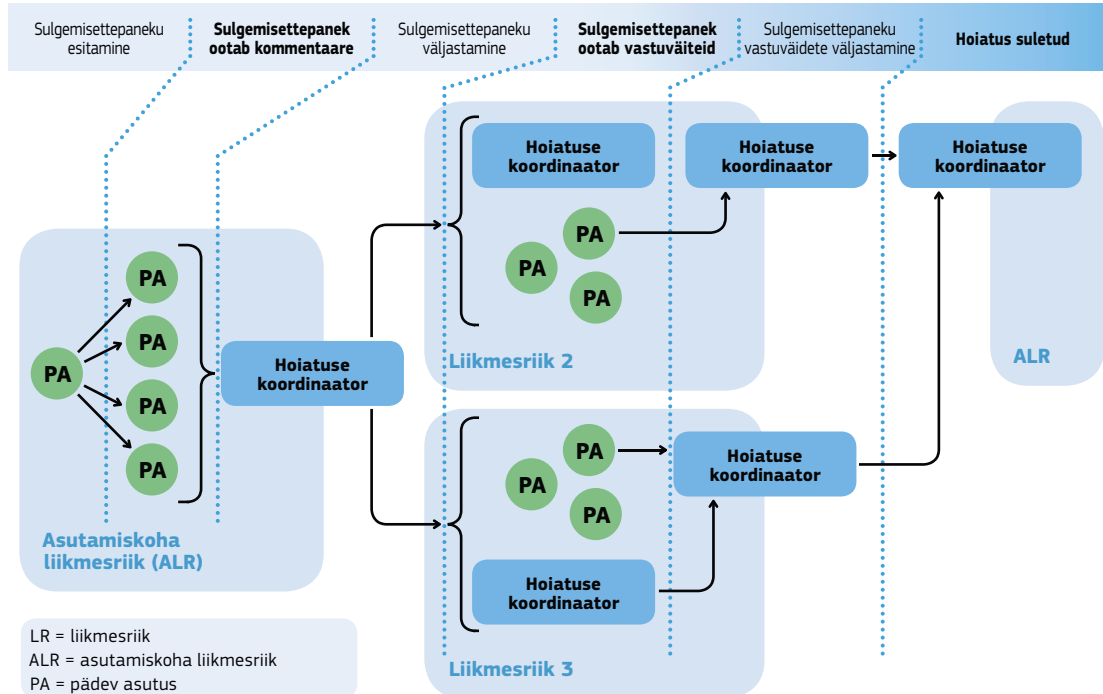 Sulgemisettepaneku
esitamine
Sulgemisettepanek
ootab kommentaare
Sulgemisettepaneku
väljastamine
Sulgemisettepanek
ootab vastuväiteid
Sulgemisettepaneku
vastuväidete väljastamine
Hoiatus suletud
PA
PA
PA
PA
PA
Asutamiskoha
liikmesriik (ALR)
Hoiatuse
koordinaator
Hoiatuse
koordinaator
PA
PA
PA
Liikmesriik 2
Hoiatuse
koordinaator
Hoiatuse
koordinaator
ALR
PA
PA
PA
Hoiatuse
koordinaator
Hoiatuse
koordinaator
Liikmesriik 3
LR = liikmesriik
ALR = asutamiskoha liikmesriik
PA = pädev asutus